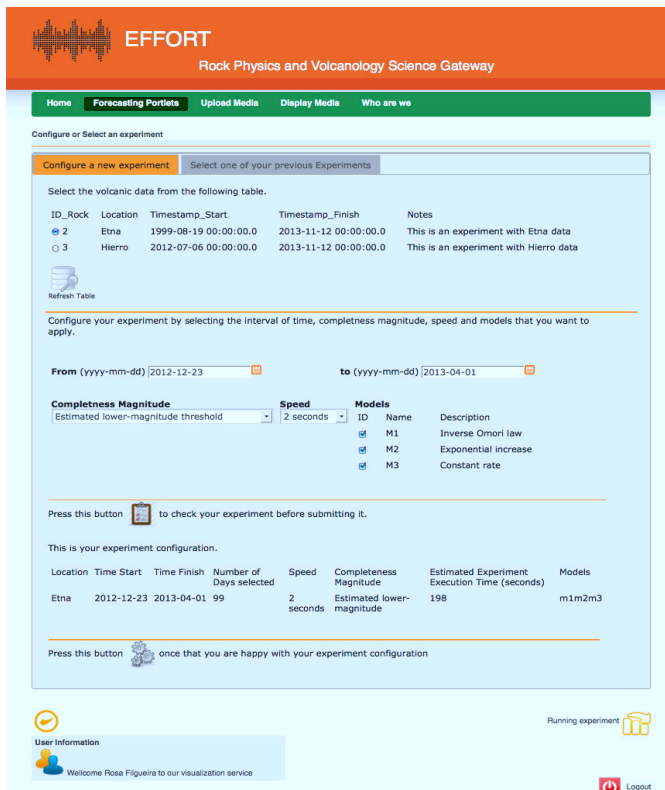 EFFORT
Rock Physics and Volcanology Science Gateway
Home Forecasting Portlets Upload Media Display Media Who are we
Configure or Select an experiment
Configure a new experiment Select one of your previous Experiments
Select the volcanic data from the following table.
ID_Rock Location Timestamp_Start Timestamp_Finish Notes
2 Etna 1999-08-19 00:00:00.0 2013-11-12 00:00:00.0 This is an experiment with Etna data
3 Hierro 2012-07-06 00:00:00.0 2013-11-12 00:00:00.0 This is an experiment with Hierro data
Refresh Table
Configure your experiment by selecting the interval of time, completness magnitude, speed and models that you want to
apply.
From (yyyy-mm-dd) 2012-12-23 to (yyyy-mm-dd) 2013-04-01
Completness Magnitude Speed Models
Estimated lower-magnitude threshold 2 seconds ID Name Description
M1 Inverse Omori law
M2 Exponential increase
M3 Constant rate
Press this button to check your experiment before submitting it.
This is your experiment configuration.
Location Time Start Time Finish Number of Speed Completeness Estimated Experiment Models
Days selected Magnitude Execution Time (seconds)
Etna 2012-12-23 2013-04-01 99 2 Estimated lower- 198 m1m2m3
seconds magnitude
Press this button once that you are happy with your experiment configuration
Running experiment
User Information
Wellcome Rosa Filgueira to our visualization service
Logout